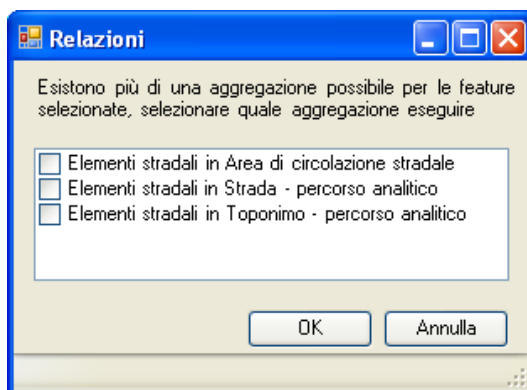 Relazioni
Esistono più di una aggregazione possibile per le feature
selezionate, selezionare quale aggregazione eseguire
Elementi stradali in Area di circolazione stradale
Elementi stradali in Strada - percorso analitico
Elementi stradali in Toponimo - percorso analitico
OK
Annulla